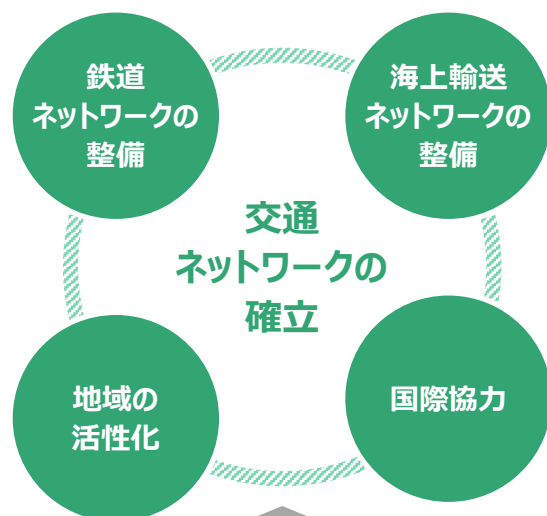 鉄道
ネットワークの
整備
海上輸送
ネットワークの
整備
交通
ネットワークの
確立
地域の
活性化
国際協力